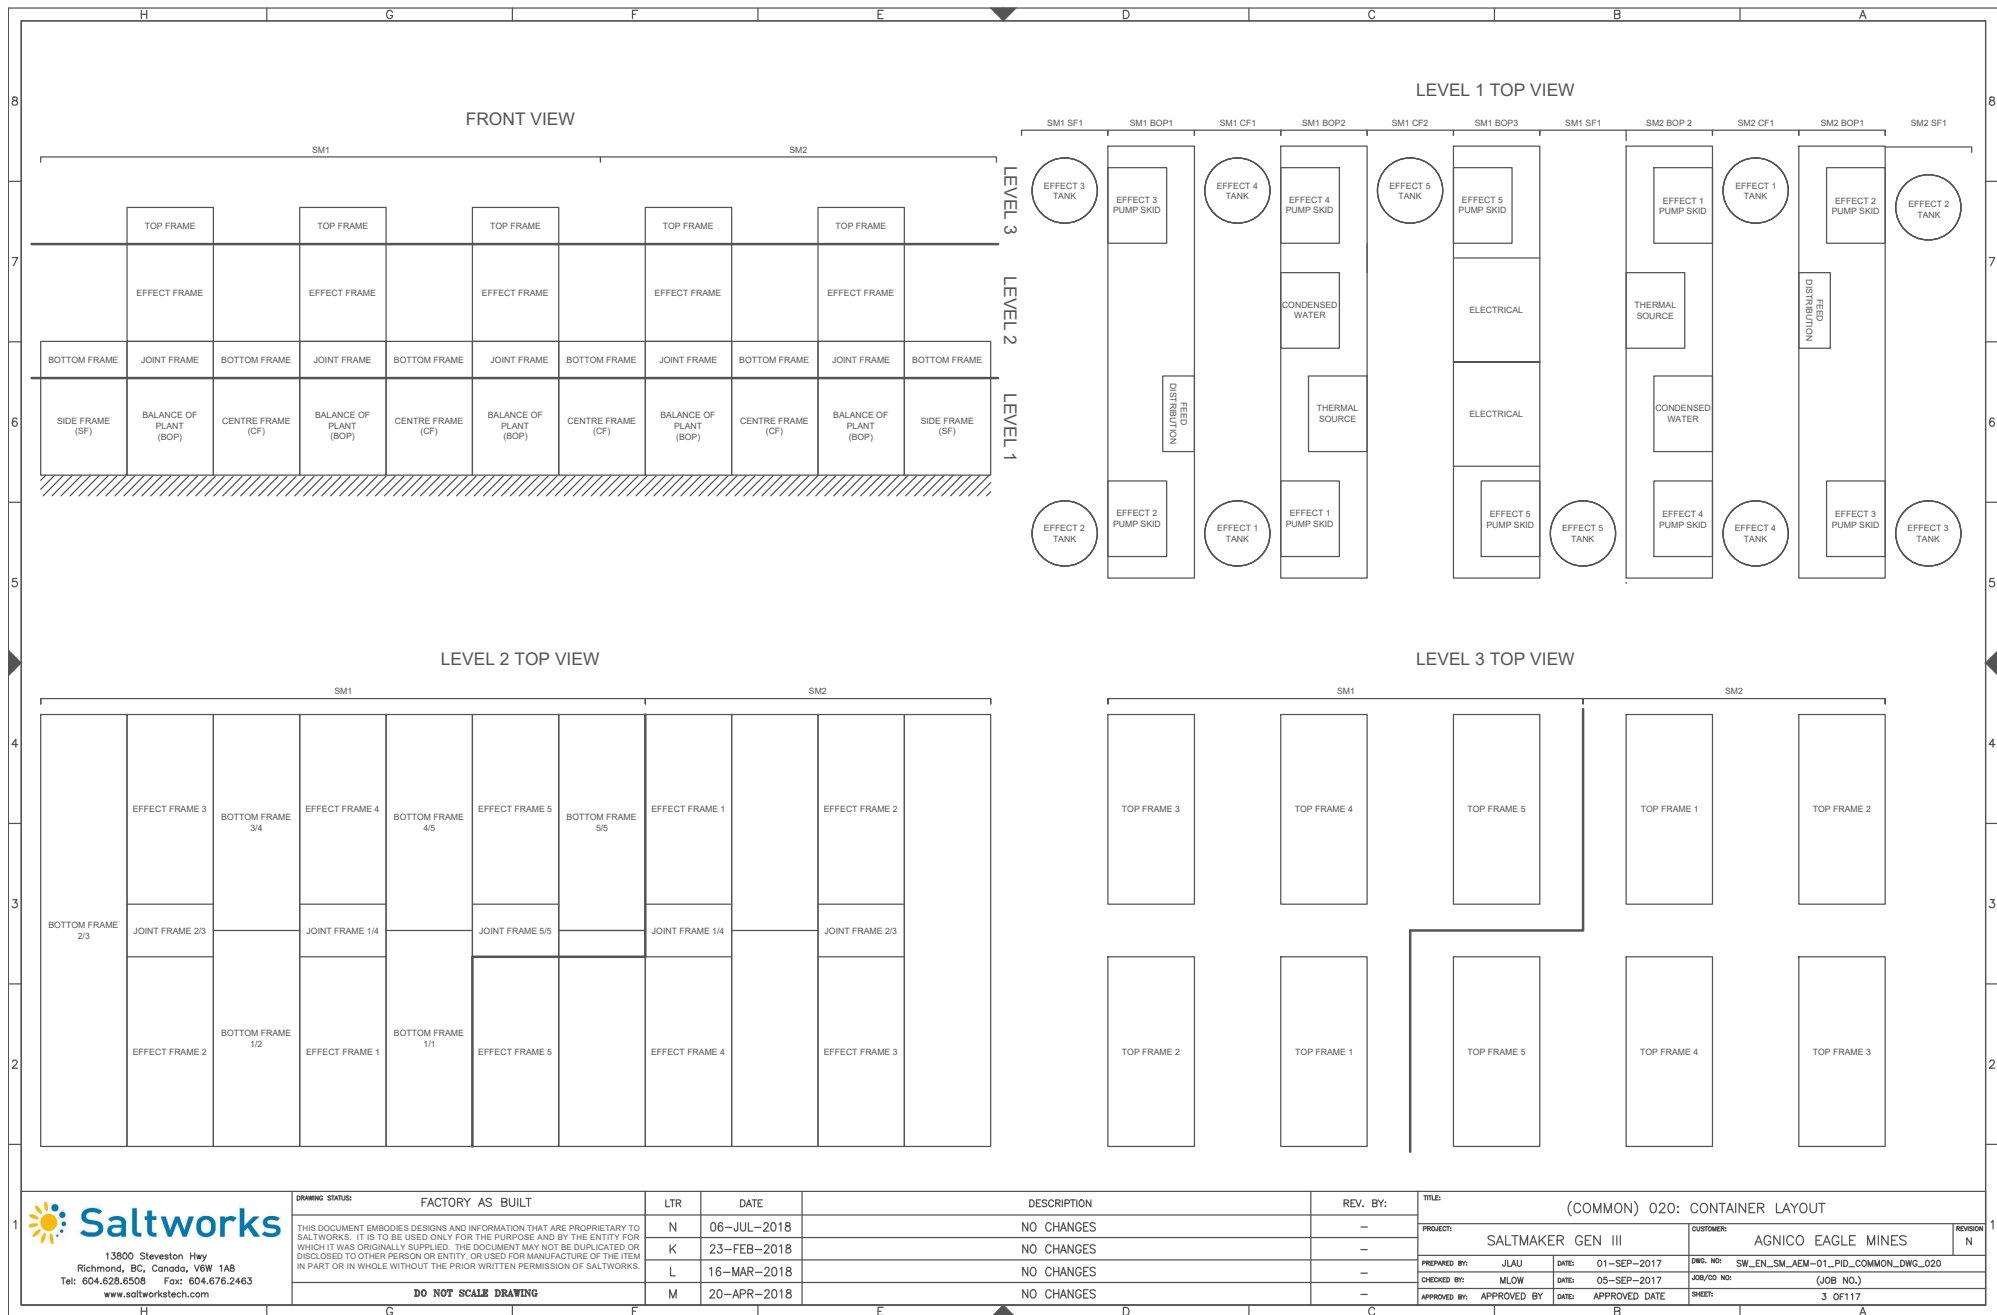 H G F E D C B A
8
7
6
5
4
3
2
1
FRONT VIEW
SM1 SM2
TOP FRAME TOP FRAME TOP FRAME TOP FRAME TOP FRAME
EFFECT FRAME EFFECT FRAME EFFECT FRAME EFFECT FRAME EFFECT FRAME
BOTTOM FRAME JOINT FRAME BOTTOM FRAME JOINT FRAME BOTTOM FRAME JOINT FRAME BOTTOM FRAME JOINT FRAME BOTTOM FRAME JOINT FRAME BOTTOM FRAME
SIDE FRAME
(SF)
BALANCE OF
PLANT
(BOP)
CENTRE FRAME
(CF)
BALANCE OF
PLANT
(BOP)
CENTRE FRAME
(CF)
BALANCE OF
PLANT
(BOP)
CENTRE FRAME
(CF)
BALANCE OF
PLANT
(BOP)
CENTRE FRAME
(CF)
BALANCE OF
PLANT
(BOP)
SIDE FRAME
(SF)
LEVEL 3
LEVEL 2
LEVEL 1
LEVEL 1 TOP VIEW
SM1 SF1 SM1 BOP1 SM1 CF1 SM1 BOP2 SM1 CF2 SM1 BOP3 SM1 SF1 SM2 BOP 2 SM2 CF1 SM2 BOP1 SM2 SF1
EFFECT 3
TANK
EFFECT 3
PUMP SKID
EFFECT 4
TANK
EFFECT 4
PUMP SKID
EFFECT 5
TANK
EFFECT 5
PUMP SKID
EFFECT 1
PUMP SKID
EFFECT 1
TANK
EFFECT 2
PUMP SKID
EFFECT 2
TANK
CONDENSED
WATER
ELECTRICAL
THERMAL
SOURCE
FEED
DISTRIBUTION
FEED
DISTRIBUTION
THERMAL
SOURCE
ELECTRICAL
CONDENSED
WATER
EFFECT 2
TANK
EFFECT 2
PUMP SKID
EFFECT 1
TANK
EFFECT 1
PUMP SKID
EFFECT 5
PUMP SKID
EFFECT 5
TANK
EFFECT 4
PUMP SKID
EFFECT 4
TANK
EFFECT 3
PUMP SKID
EFFECT 3
TANK
LEVEL 2 TOP VIEW
SM1 SM2
EFFECT FRAME 3
BOTTOM FRAME
3/4
EFFECT FRAME 4
BOTTOM FRAME
4/5
EFFECT FRAME 5
BOTTOM FRAME
5/5
EFFECT FRAME 1
EFFECT FRAME 2
BOTTOM FRAME
2/3
JOINT FRAME 2/3 JOINT FRAME 1/4 JOINT FRAME 5/5 JOINT FRAME 1/4 JOINT FRAME 2/3
EFFECT FRAME 2
BOTTOM FRAME
1/2
EFFECT FRAME 1
BOTTOM FRAME
1/1
EFFECT FRAME 5
EFFECT FRAME 4
EFFECT FRAME 3
LEVEL 3 TOP VIEW
SM1 SM2
TOP FRAME 3 TOP FRAME 4 TOP FRAME 5 TOP FRAME 1 TOP FRAME 2
TOP FRAME 2 TOP FRAME 1 TOP FRAME 5 TOP FRAME 4 TOP FRAME 3
8
7
6
5
4
3
2
1
Saltworks
13800 Steveston Hwy
Richmond, BC, Canada, V6W 1A8
Tel: 604.628.6508 Fax: 604.676.2463
www.saltworkstech.com
DRAWING STATUS: FACTORY AS BUILT
THIS DOCUMENT EMBODIES DESIGNS AND INFORMATION THAT ARE PROPRIETARY TO
SALTWORKS. IT IS TO BE USED ONLY FOR THE PURPOSE AND BY THE ENTITY FOR
WHICH IT WAS ORIGINALLY SUPPLIED. THE DOCUMENT MAY NOT BE DUPLICATED OR
DISCLOSED TO OTHER PERSON OR ENTITY, OR USED FOR MANUFACTURE OF THE ITEM
IN PART OR IN WHOLE WITHOUT THE PRIOR WRITTEN PERMISSION OF SALTWORKS.
DO NOT SCALE DRAWING
LTR DATE DESCRIPTION REV. BY:
N 06-JUL-2018 NO CHANGES -
K 23-FEB-2018 NO CHANGES -
L 16-MAR-2018 NO CHANGES -
M 20-APR-2018 NO CHANGES -
TITLE: (COMMON) 020: CONTAINER LAYOUT
PROJECT: SALTMAKER GEN III
CUSTOMER: AGNICO EAGLE MINES
REVISION
N
PREPARED BY: JLAU DATE: 01-SEP-2017 DWG. NO: SW_EN_SM_AEM-01_PID_COMMON_DWG_020
CHECKED BY: MLOW DATE: 05-SEP-2017 JOB/CO NO: (JOB NO.)
APPROVED BY: APPROVED BY DATE: APPROVED DATE SHEET: 3 OF117
H G F E D C B A